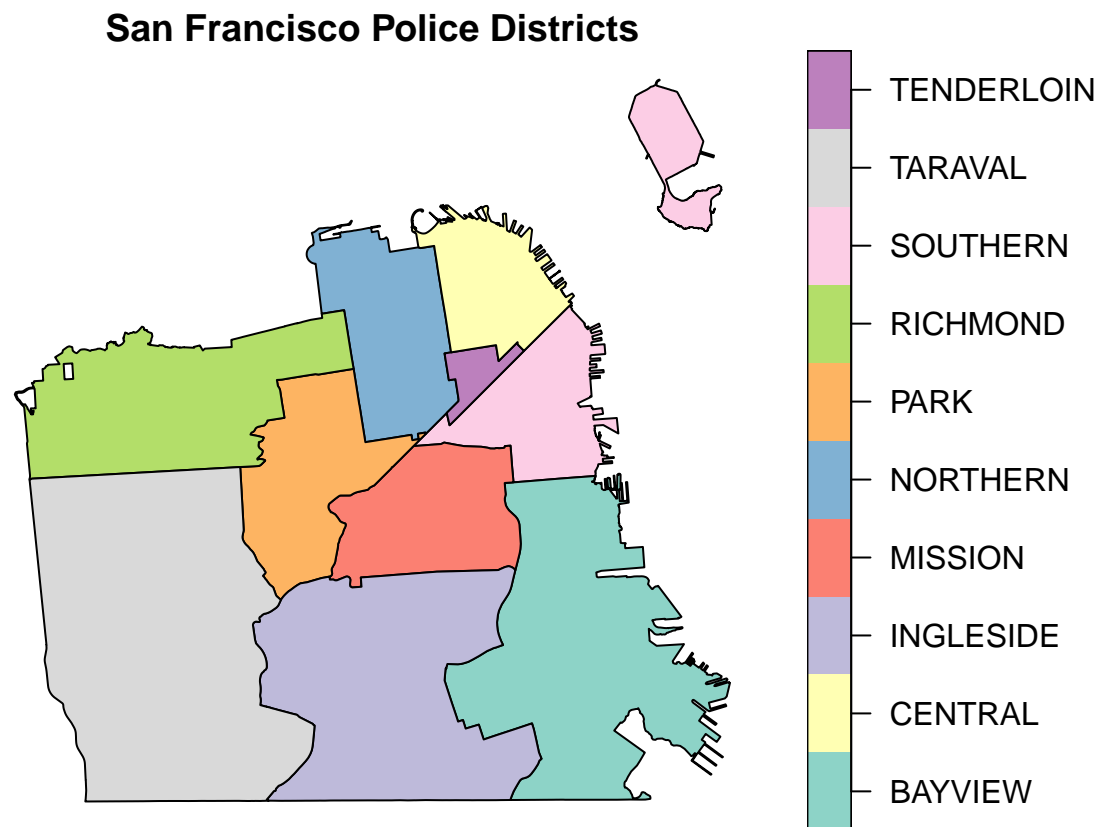 San Francisco Police Districts
TENDERLOIN
TARAVAL
SOUTHERN
RICHMOND
PARK
NORTHERN
MISSION
INGLESIDE
CENTRAL
BAYVIEW